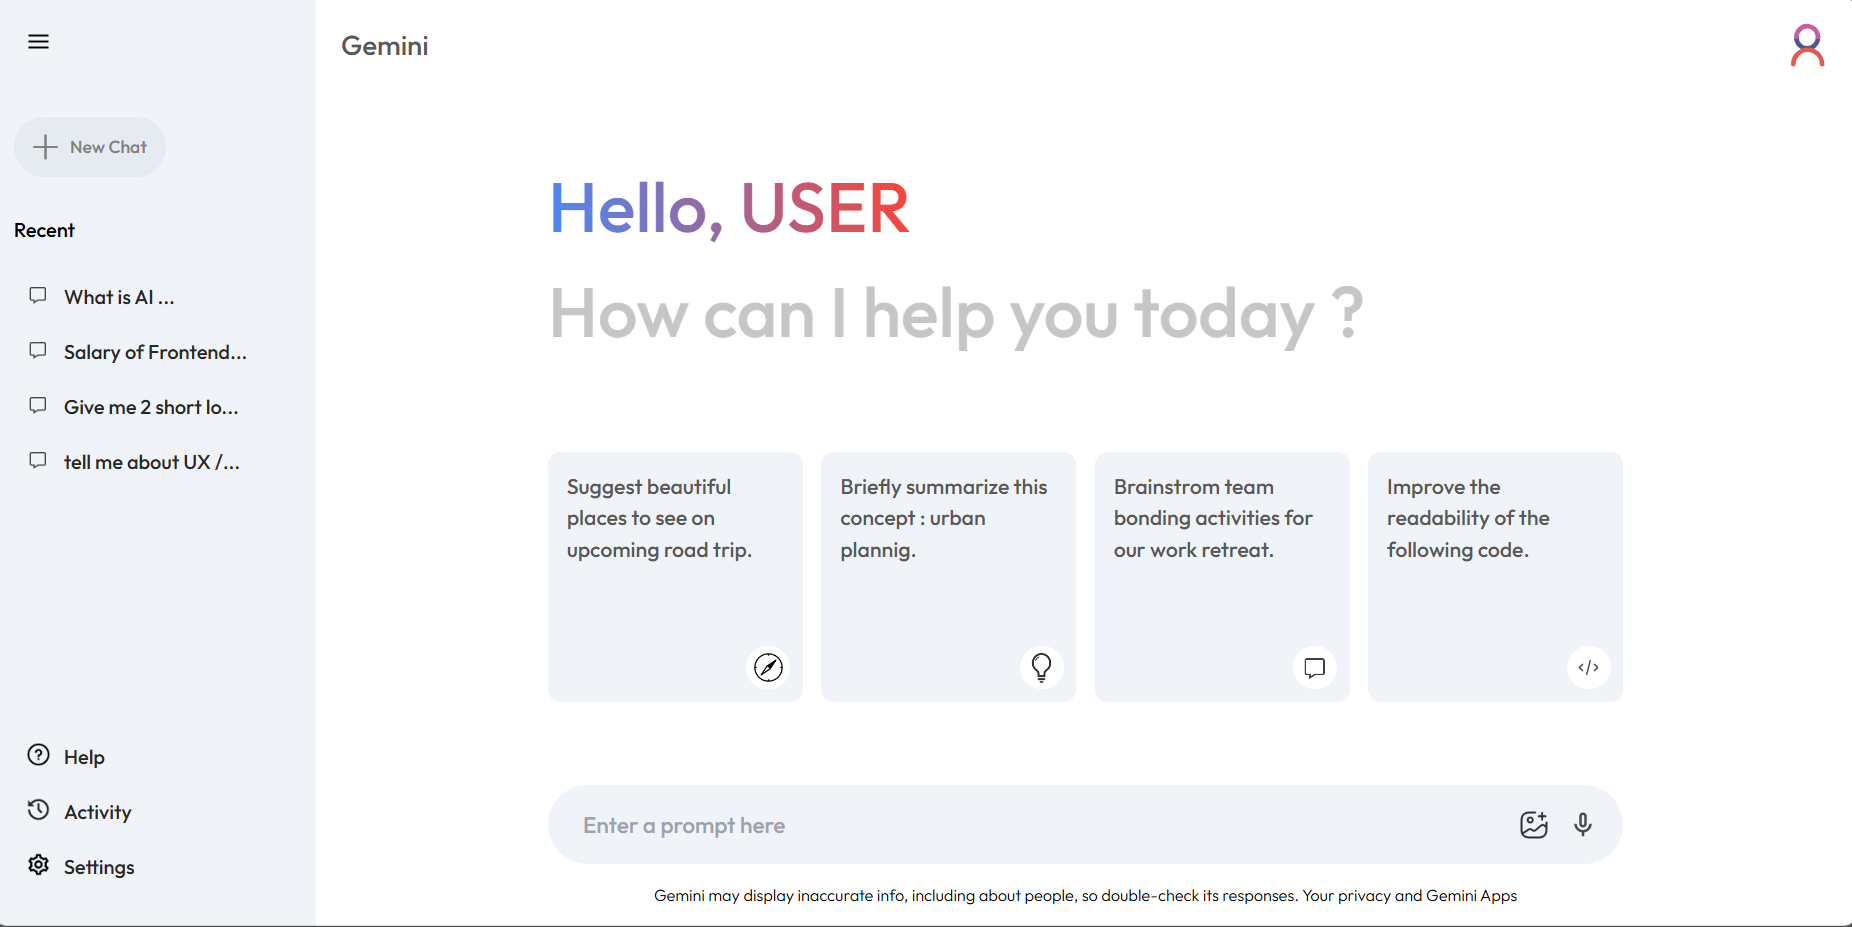 Gemini
New Chat
Recent
What is AI ...
Salary of Frontend...
Give me 2 short lo...
tell me about UX /...
Help
Activity
Settings
Hello, USER
How can I help you today ?
Suggest beautiful
places to see on
upcoming road trip.
Briefly summarize this
concept : urban
plannig.
Brainstrom team
bonding activities for
our work retreat.
Improve the
readability of the
following code.
</>
Enter a prompt here
Gemini may display inaccurate info, including about people, so double-check its responses. Your privacy and Gemini Apps